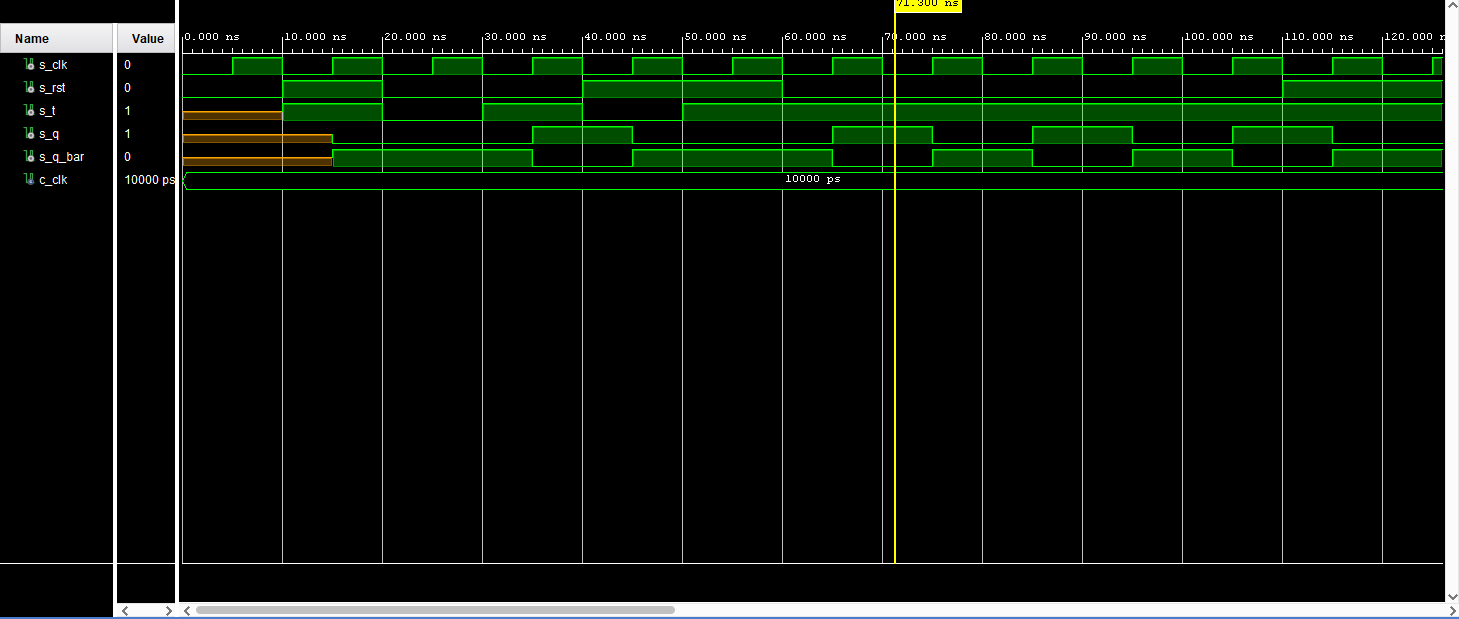 71.300 ns
Name Value
0.000 ns 10.000 ns 20.000 ns 30.000 ns 40.000 ns 50.000 ns 60.000 ns 70.000 ns 80.000 ns 90.000 ns 100.000 ns 110.000 ns 120.000
s_clk 0
s_rst 0
s_t 1
s_q 1
s_q_bar 0
c_clk 10000 ps 10000 ps